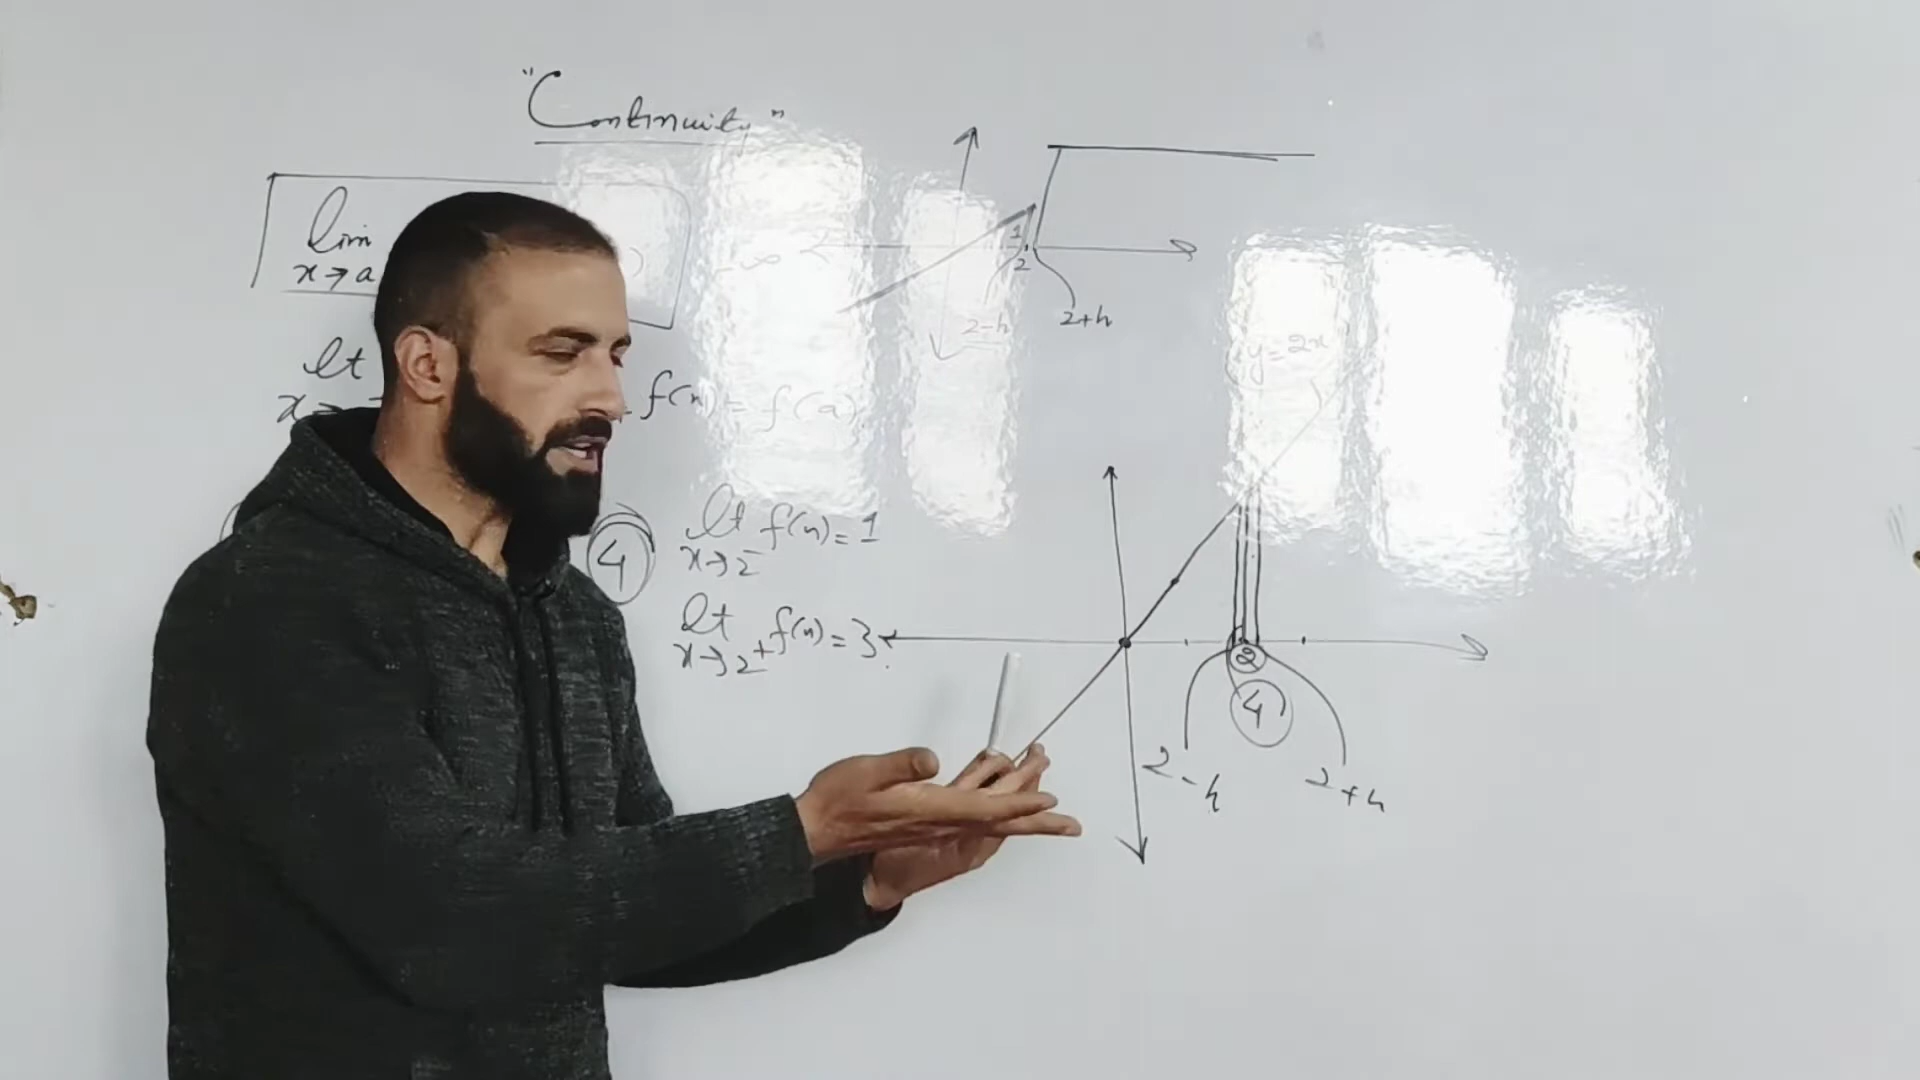 "Continuity"
lim
x→a
lt
f(x) = f(a)
4
lt f(x) = 1
x→2⁻
lt f(x) = 3
x→2⁺
-∞
1
2
2-h
2+h
y=2x
2
4
2-h
2+h